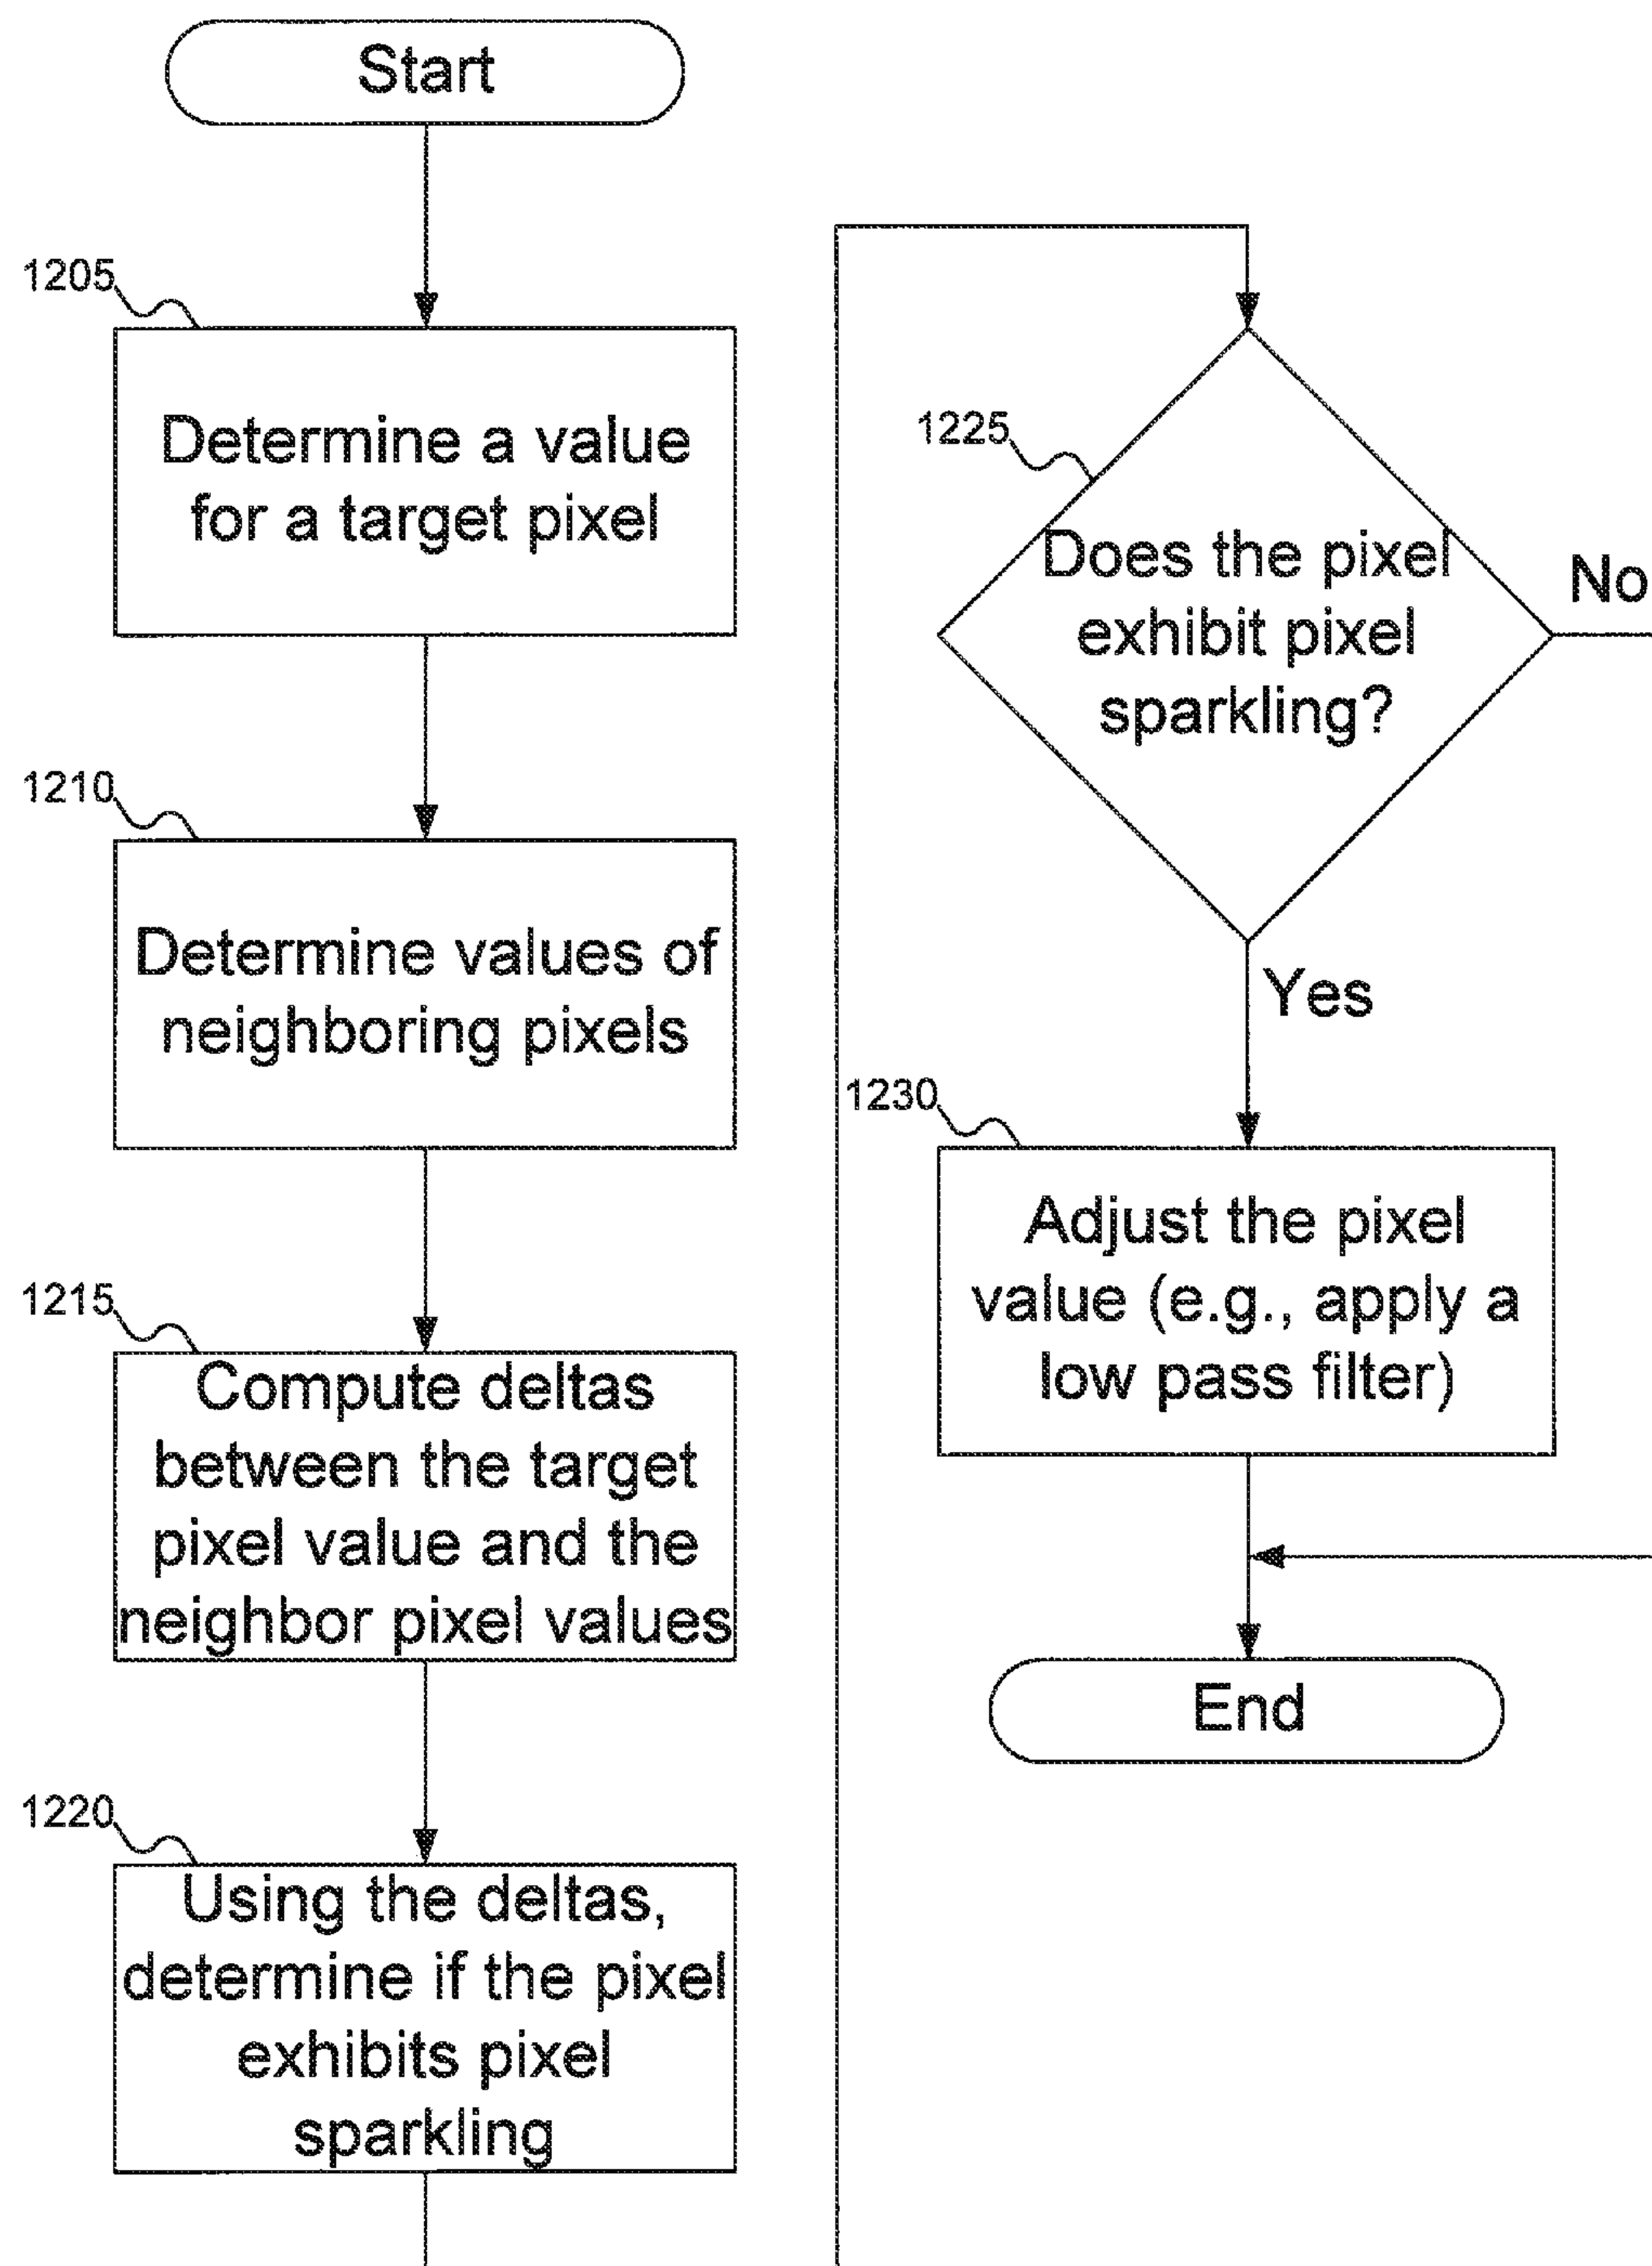 Start
1205
Determine a value
for a target pixel
1210
Determine values of
neighboring pixels
1215
Compute deltas
between the target
pixel value and the
neighbor pixel values
1220
Using the deltas,
determine if the pixel
exhibits pixel
sparkling
1225
Does the pixel
exhibit pixel
sparkling?
No
Yes
1230
Adjust the pixel
value (e.g., apply a
low pass filter)
End